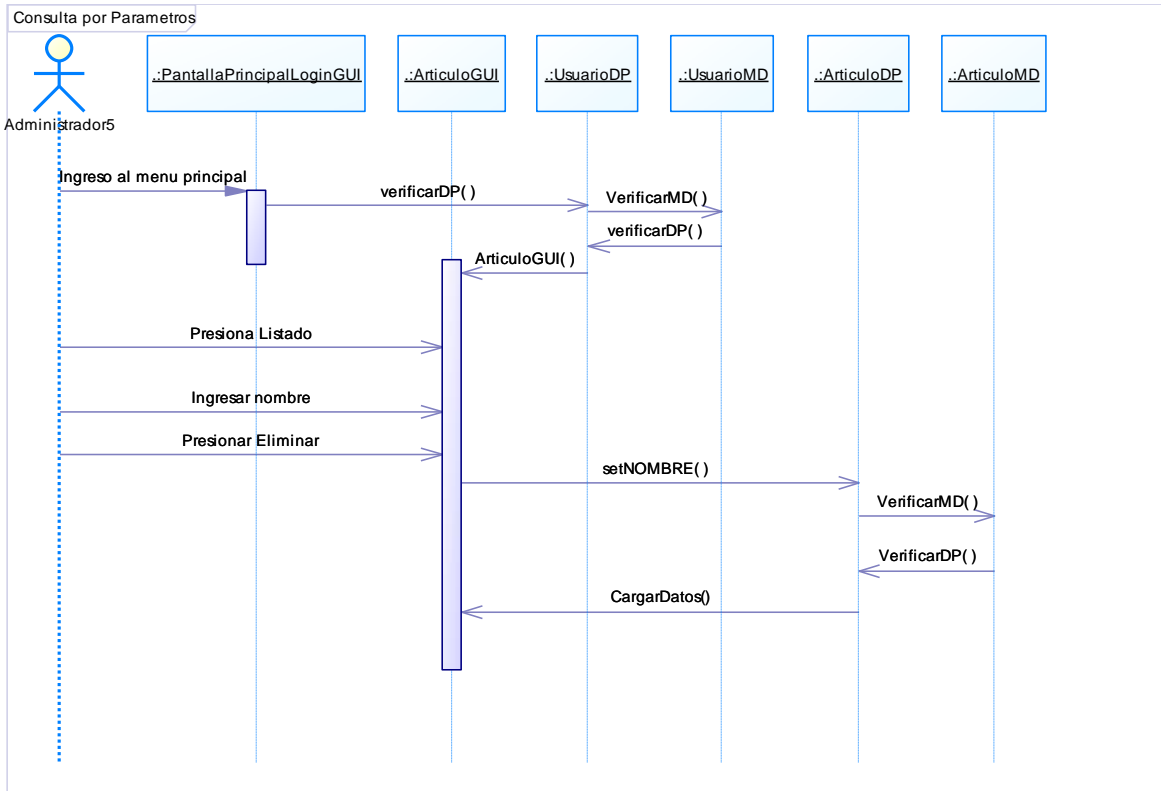 Consulta por Parametros
.:PantallaPrincipalLoginGUI
.:ArticuloGUI
.:UsuarioDP
.:UsuarioMD
.:ArticuloDP
.:ArticuloMD
Administrador5
Ingreso al menu principal
verificarDP( )
VerificarMD( )
verificarDP( )
ArticuloGUI( )
Presiona Listado
Ingresar nombre
Presionar Eliminar
setNOMBRE( )
VerificarMD( )
VerificarDP( )
CargarDatos()